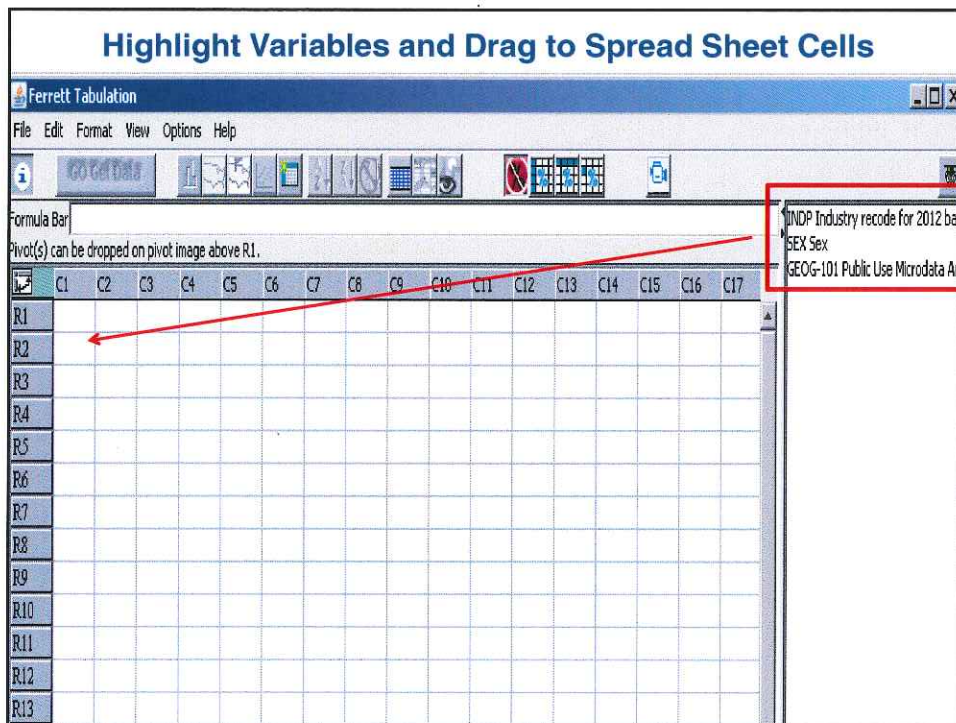 Highlight Variables and Drag to Spread Sheet Cells
Ferrett Tabulation
File Edit Format View Options Help
GO Get Data
Formula Bar
Pivot(s) can be dropped on pivot image above R1.
INDP Industry recode for 2012 ba
SEX Sex
GEOG-101 Public Use Microdata A
C1 C2 C3 C4 C5 C6 C7 C8 C9 C10 C11 C12 C13 C14 C15 C16 C17
R1
R2
R3
R4
R5
R6
R7
R8
R9
R10
R11
R12
R13